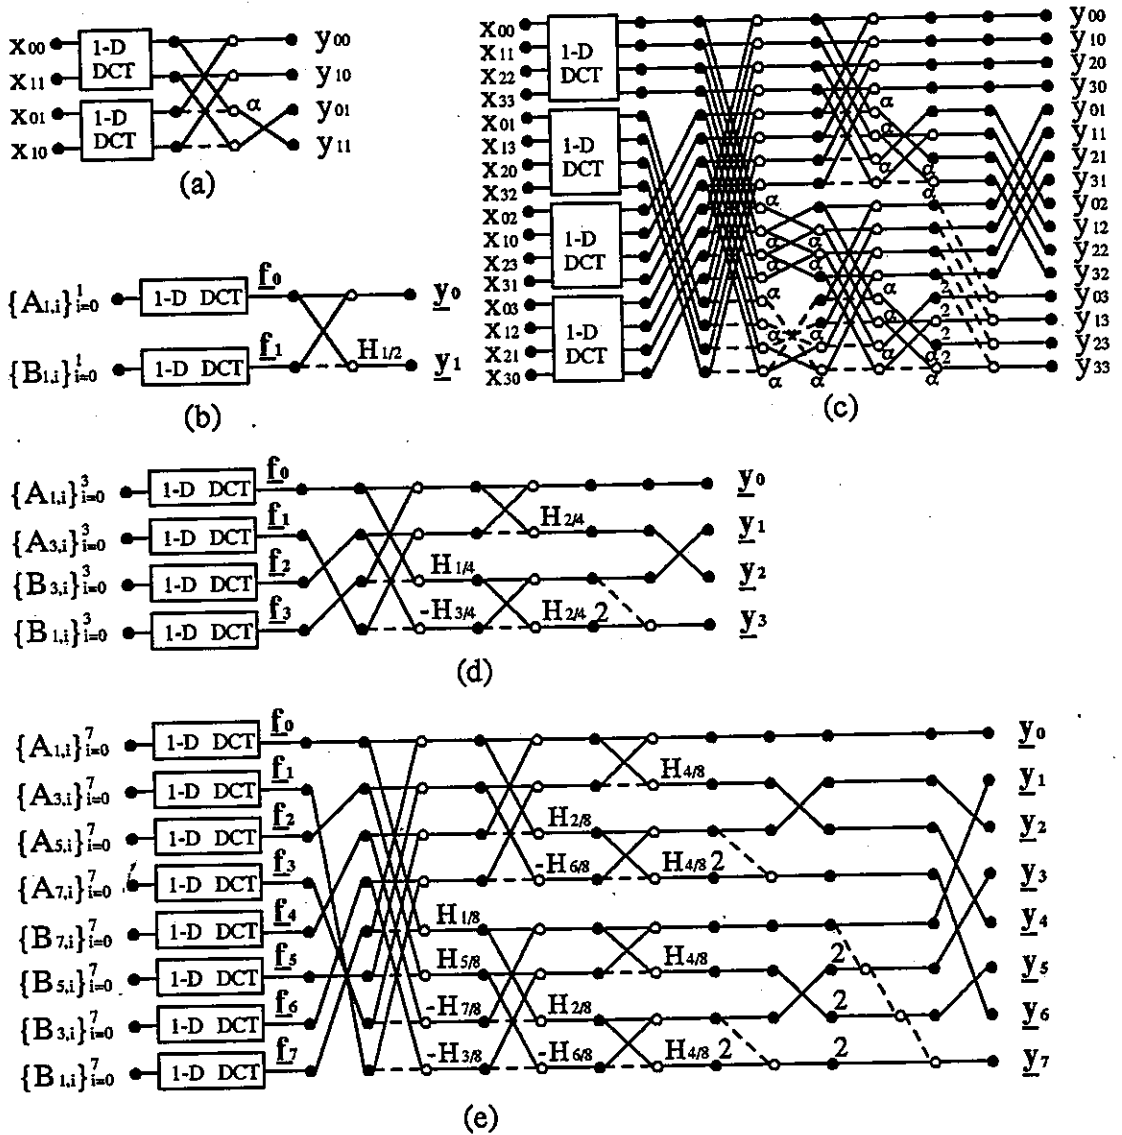 X00 1-D DCT y00
X11 y10
X01 1-D DCT α y01
X10 y11
(a)
{A1,i}¹i=0 1-D DCT f0 y0
{B1,i}¹i=0 1-D DCT f1 H1/2 y1
(b)
X00 1-D DCT y00
X11 y10
X22 y20
X33 y30
X01 1-D DCT α y01
X13 α y11
X20 α y21
X32 α y31
X02 1-D DCT α y02
X10 α α y12
X23 α α y22
X31 y32
X03 1-D DCT α α 2 y03
X12 α 2 y13
X21 α α 2 y23
X30 α α α α 2 y33
(c)
{A1,i}³i=0 1-D DCT f0 y0
{A3,i}³i=0 1-D DCT f1 H2/4 y1
{B3,i}³i=0 1-D DCT f2 H1/4 y2
{B1,i}³i=0 1-D DCT f3 -H3/4 H2/4 2 y3
(d)
{A1,i}⁷i=0 1-D DCT f0 y0
{A3,i}⁷i=0 1-D DCT f1 H4/8 y1
{A5,i}⁷i=0 1-D DCT f2 H2/8 y2
{A7,i}⁷i=0 1-D DCT f3 -H6/8 H4/8 2 y3
{B7,i}⁷i=0 1-D DCT f4 H1/8 y4
{B5,i}⁷i=0 1-D DCT f5 H5/8 H4/8 2 y5
{B3,i}⁷i=0 1-D DCT f6 -H7/8 H2/8 2 y6
{B1,i}⁷i=0 1-D DCT f7 -H3/8 -H6/8 H4/8 2 2 y7
(e)